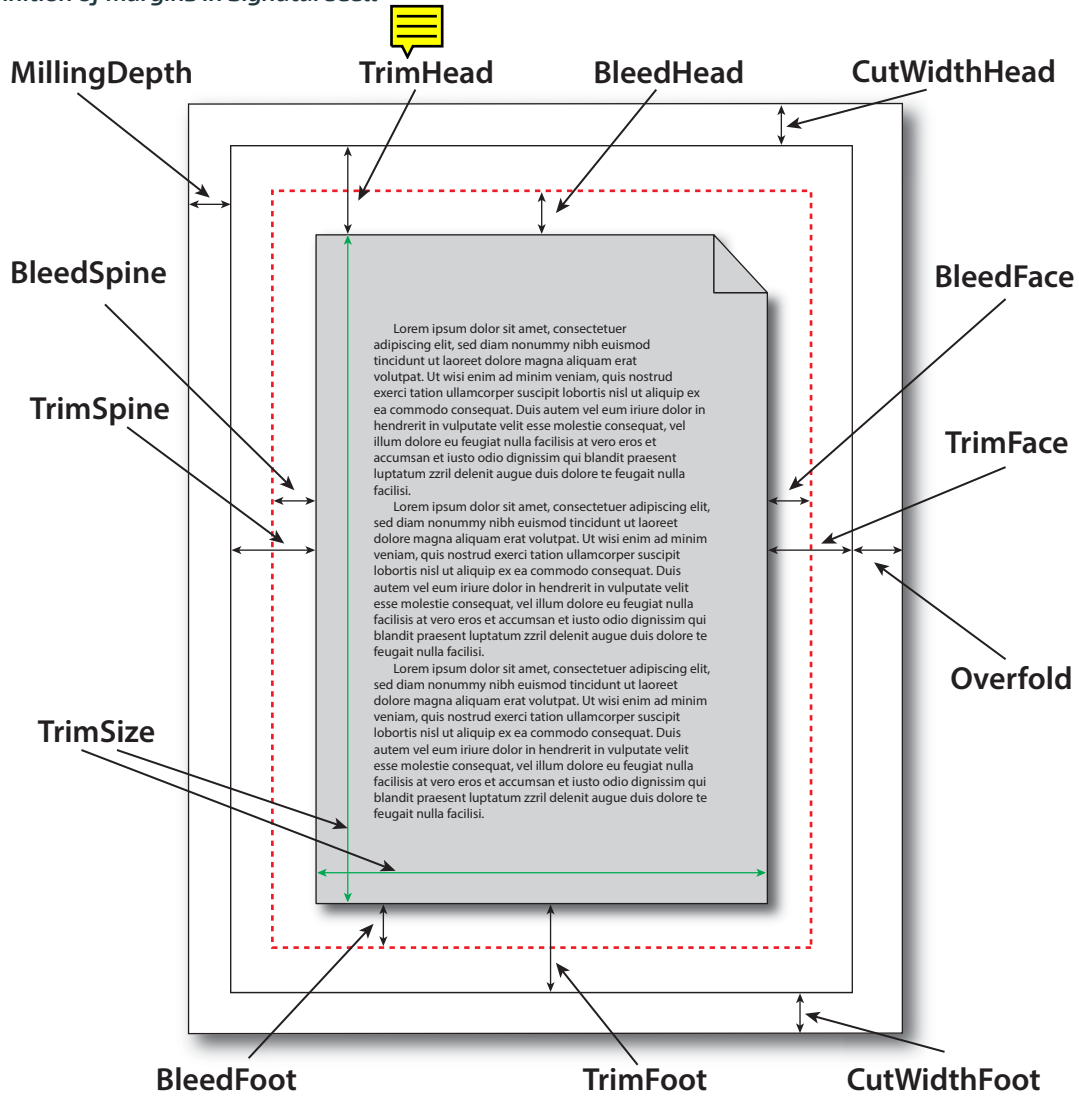 MillingDepth
TrimHead
BleedHead
CutWidthHead
BleedSpine
BleedFace
TrimSpine
TrimFace
Lorem ipsum dolor sit amet, consectetuer
adipiscing elit, sed diam nonummy nibh euismod
tincidunt ut laoreet dolore magna aliquam erat
volutpat. Ut wisi enim ad minim veniam, quis nostrud
exerci tation ullamcorper suscipit lobortis nisl ut aliquip ex
ea commodo consequat. Duis autem vel eum iriure dolor in
hendrerit in vulputate velit esse molestie consequat, vel
illum dolore eu feugiat nulla facilisis at vero eros et
accumsan et iusto odio dignissim qui blandit praesent
luptatum zzril delenit augue duis dolore te feugait nulla
facilisi.
Lorem ipsum dolor sit amet, consectetuer adipiscing elit,
sed diam nonummy nibh euismod tincidunt ut laoreet
dolore magna aliquam erat volutpat. Ut wisi enim ad minim
veniam, quis nostrud exerci tation ullamcorper suscipit
lobortis nisl ut aliquip ex ea commodo consequat. Duis
autem vel eum iriure dolor in hendrerit in vulputate velit
esse molestie consequat, vel illum dolore eu feugiat nulla
facilisis at vero eros et accumsan et iusto odio dignissim qui
blandit praesent luptatum zzril delenit augue duis dolore te
feugait nulla facilisi.
Lorem ipsum dolor sit amet, consectetuer adipiscing elit,
sed diam nonummy nibh euismod tincidunt ut laoreet
dolore magna aliquam erat volutpat. Ut wisi enim ad minim
veniam, quis nostrud exerci tation ullamcorper suscipit
lobortis nisl ut aliquip ex ea commodo consequat. Duis
autem vel eum iriure dolor in hendrerit in vulputate velit
esse molestie consequat, vel illum dolore eu feugiat nulla
facilisis at vero eros et accumsan et iusto odio dignissim qui
blandit praesent luptatum zzril delenit augue duis dolore te
feugait nulla facilisi.
Overfold
TrimSize
BleedFoot
TrimFoot
CutWidthFoot